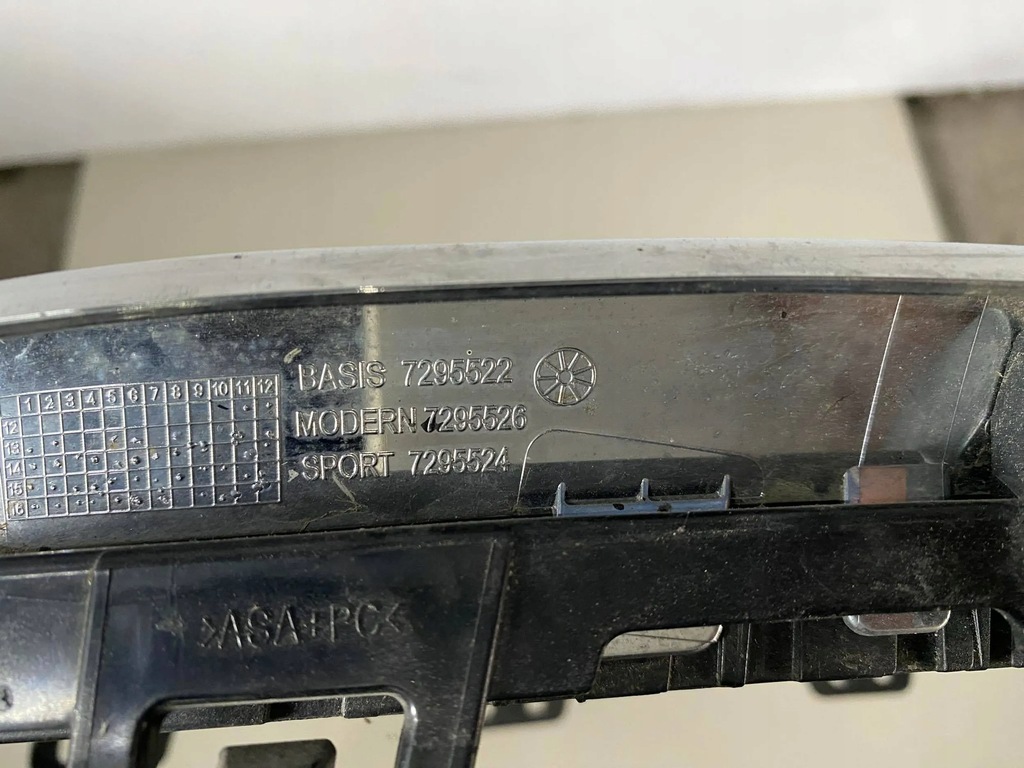 1 2 3 4 5 6 7 8 9 10 11 12
12
13
14
15
16
BASIS 7295522
MODERN 7295526
SPORT 7295524
>ASA+PC<